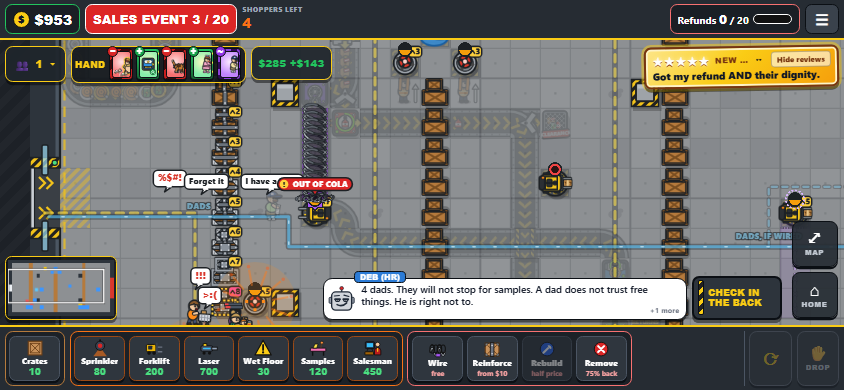 $953
SALES EVENT 3 / 20
SHOPPERS LEFT
4
Refunds 0 / 20
1
HAND
$285 +$143
NEW ...
Hide reviews
Got my refund AND their dignity.
%$#!
Forget it
I have a
OUT OF COLA
DADS
DADS, IF WIR
!!!
>:(
DEB (HR)
4 dads. They will not stop for samples. A dad does not trust free
things. He is right not to.
+1 more
CHECK IN
THE BACK
MAP
HOME
Crates
10
Sprinkler
80
Forklift
200
Laser
700
Wet Floor
30
Samples
120
Salesman
450
Wire
free
Reinforce
from $10
Rebuild
half price
Remove
75% back
DROP